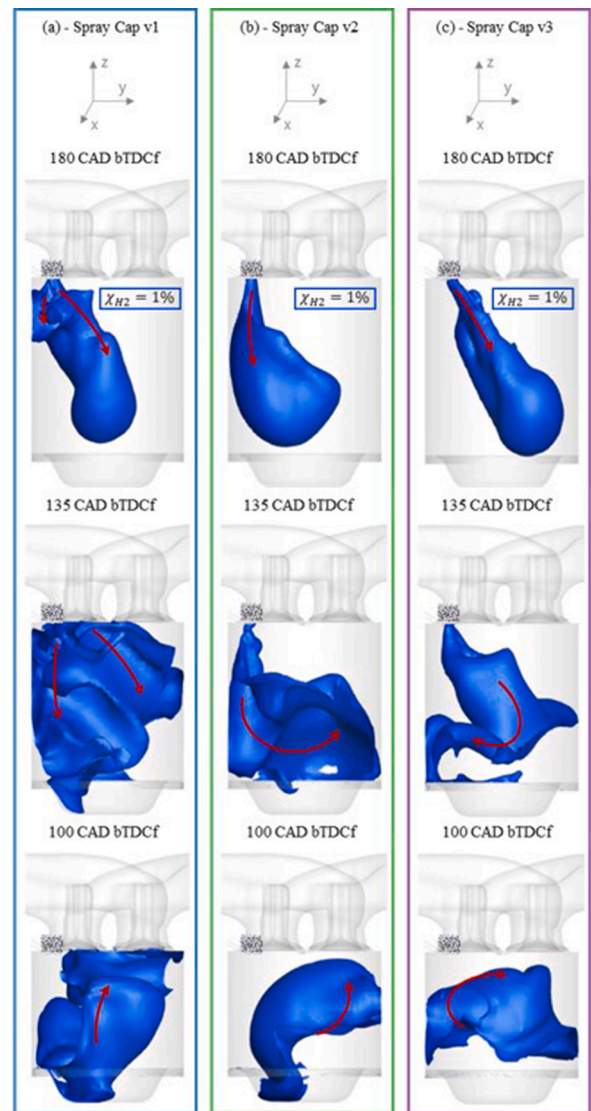 (a) - Spray Cap v1
(b) - Spray Cap v2
(c) - Spray Cap v3
z
y
x
z
y
x
z
y
x
180 CAD bTDCf
180 CAD bTDCf
180 CAD bTDCf
χH2 = 1%
χH2 = 1%
χH2 = 1%
135 CAD bTDCf
135 CAD bTDCf
135 CAD bTDCf
100 CAD bTDCf
100 CAD bTDCf
100 CAD bTDCf